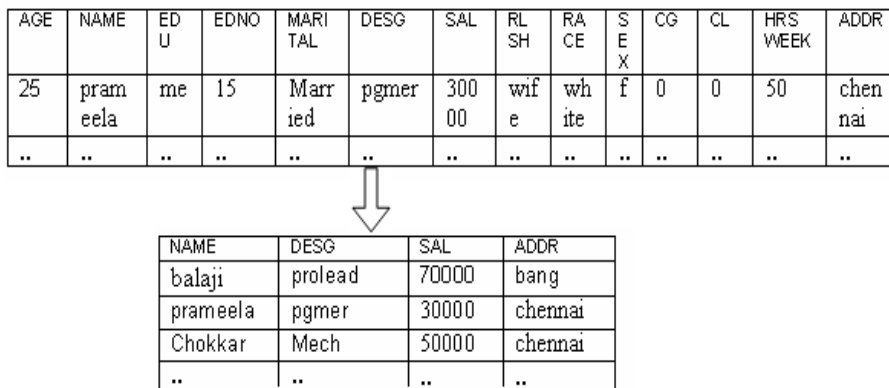 AGE NAME ED EDNO MARI DESG SAL RL RA S CG CL HRS ADDR
U TAL SH CE E WEEK
X
25 pram me 15 Marr pgmer 300 wif wh f 0 0 50 chen
eela ied 00 e ite nai
.. .. .. .. .. .. .. .. .. .. .. .. .. ..
NAME DESG SAL ADDR
balaji prolead 70000 bang
prameela pgmer 30000 chennai
Chokkar Mech 50000 chennai
.. .. .. ..